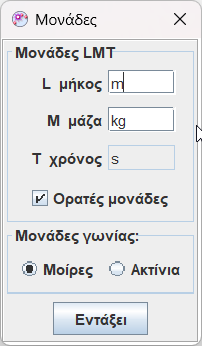 Μονάδες
Μονάδες LMT
L μήκος m
M μάζα kg
T χρόνος s
Ορατές μονάδες
Μονάδες γωνίας:
Μοίρες Ακτίνια
Εντάξει